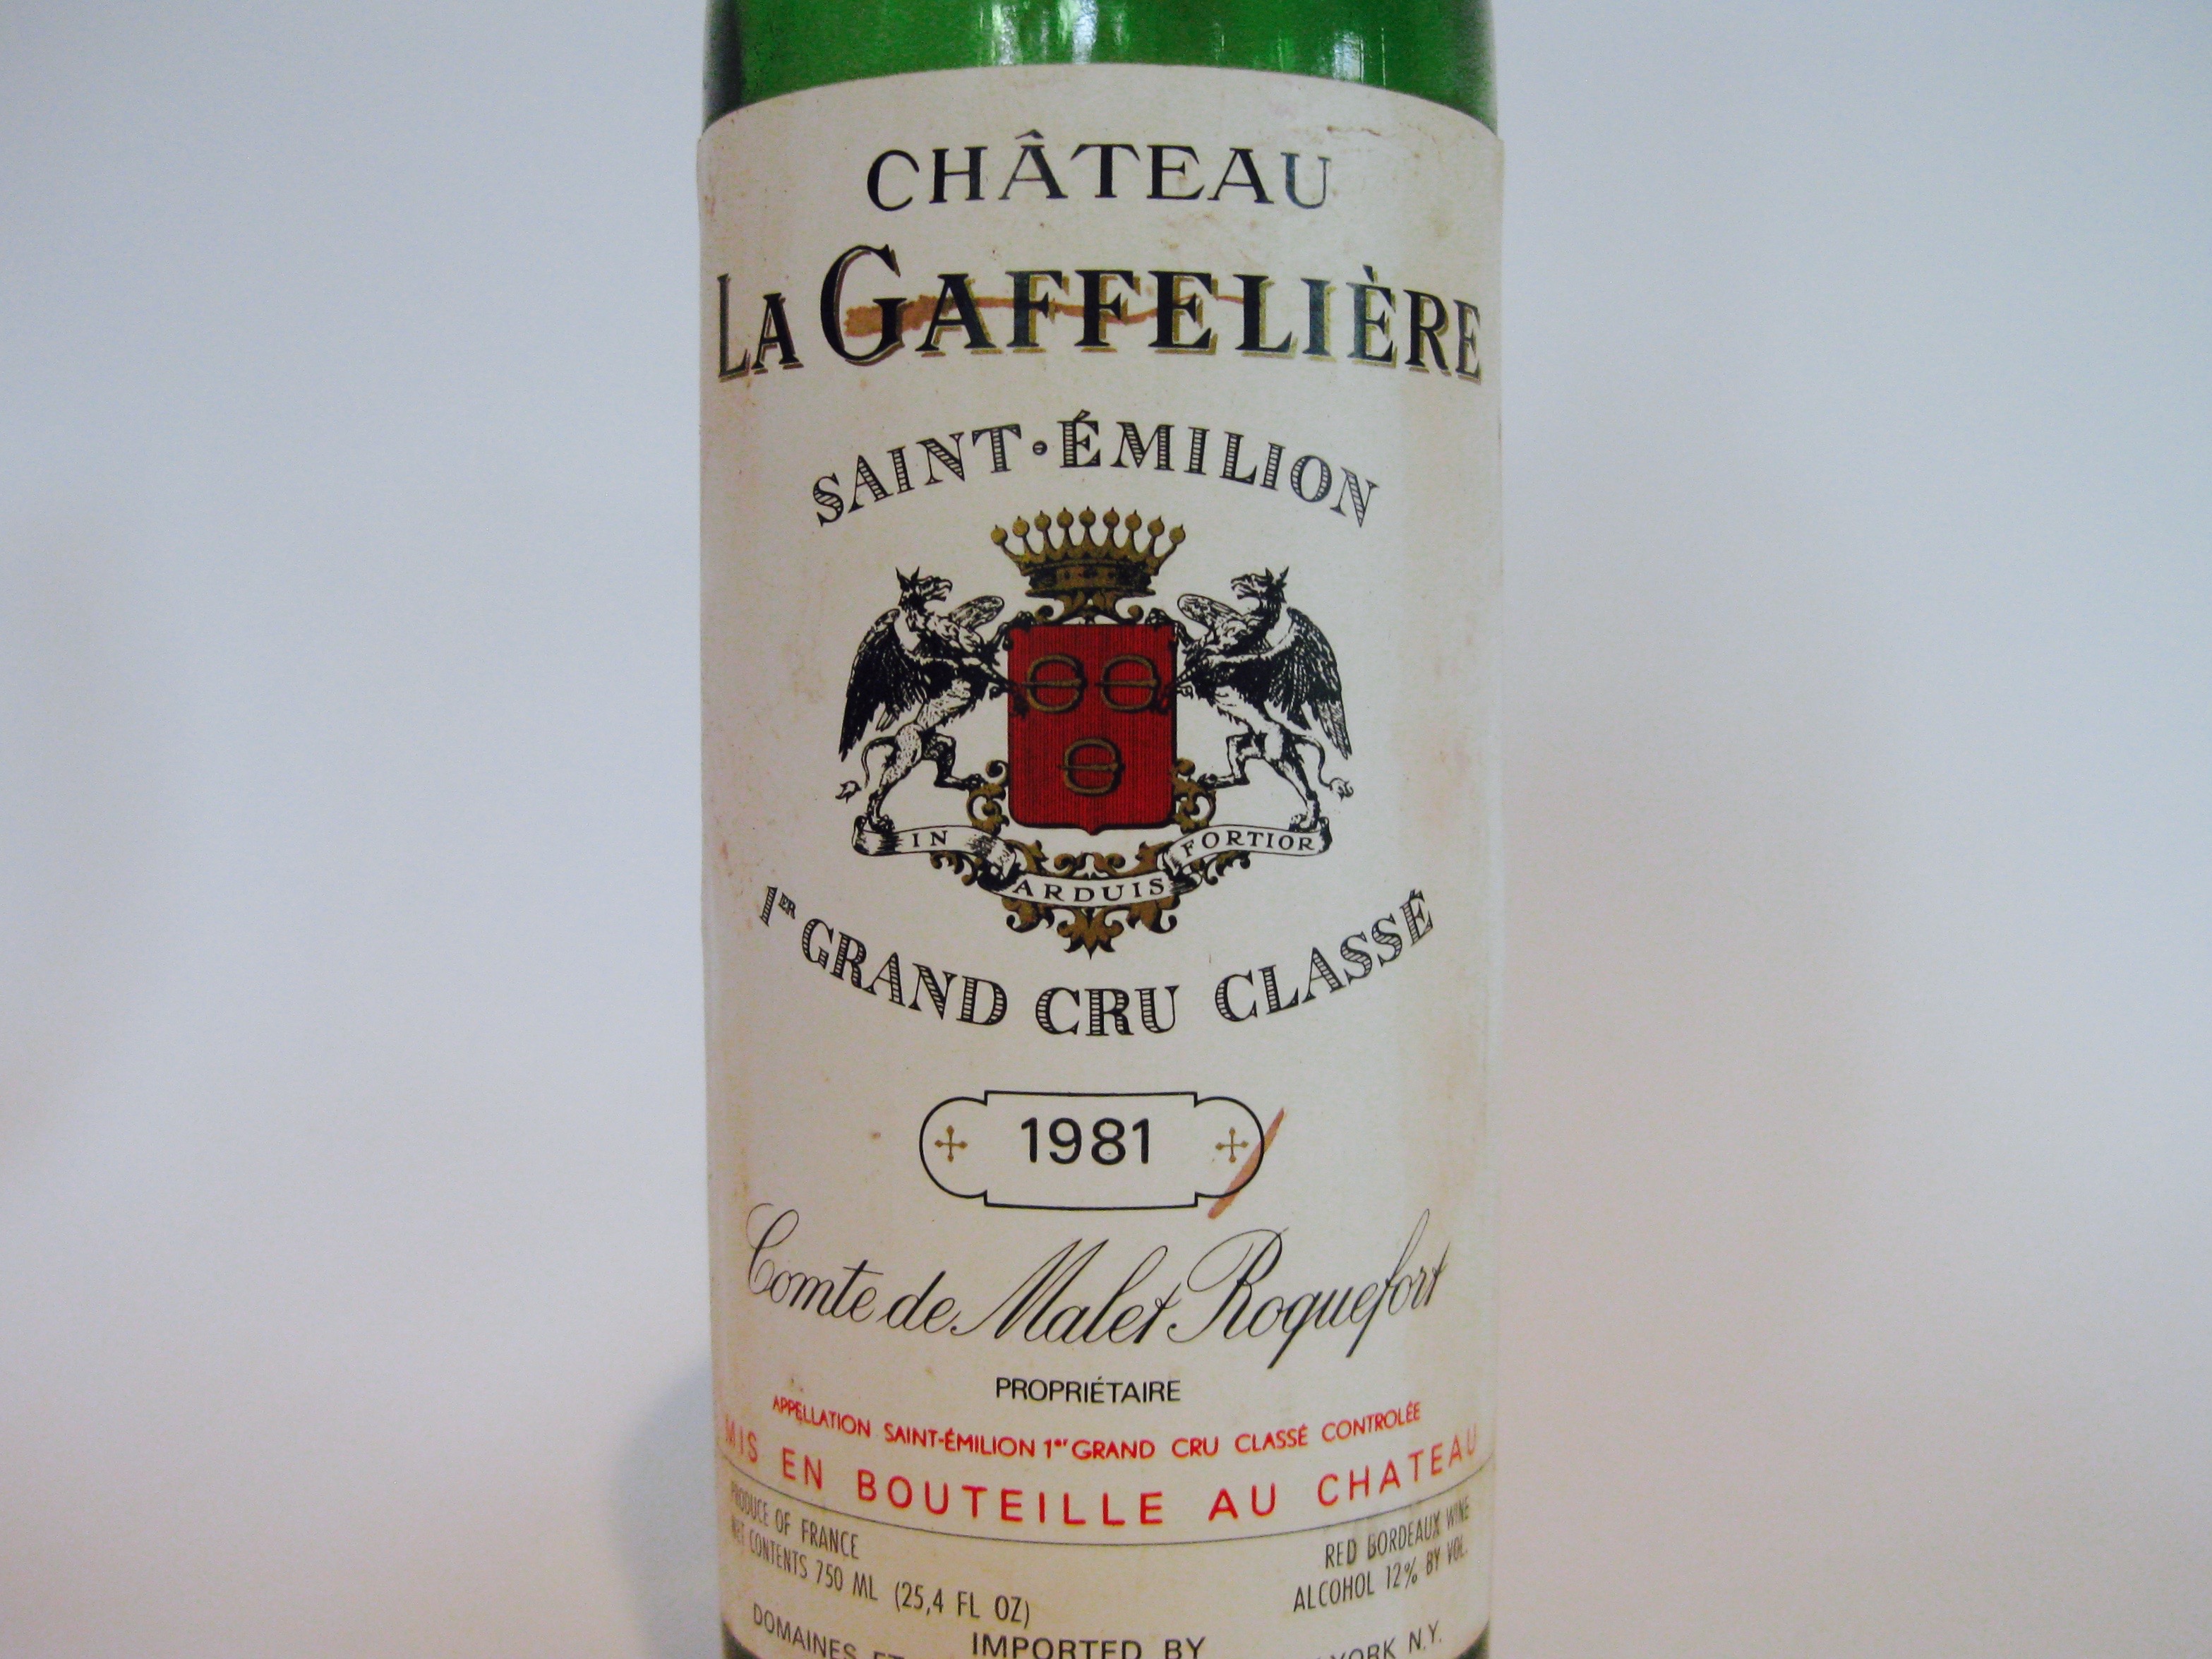 CHÂTEAU
LA GAFFELIÈRE
SAINT·ÉMILION
IN ARDUIS FORTIOR
1ER GRAND CRU CLASSÉ
1981
Comte de Malet Roquefort
PROPRIÉTAIRE
APPELLATION SAINT-ÉMILION 1er GRAND CRU CLASSÉ CONTROLÉE
MIS EN BOUTEILLE AU CHATEAU
PRODUCE OF FRANCE
NET CONTENTS 750 ML (25,4 FL OZ)
RED BORDEAUX WINE
ALCOHOL 12% BY VOL.
IMPORTED BY
DOMAINES ET
YORK N.Y.